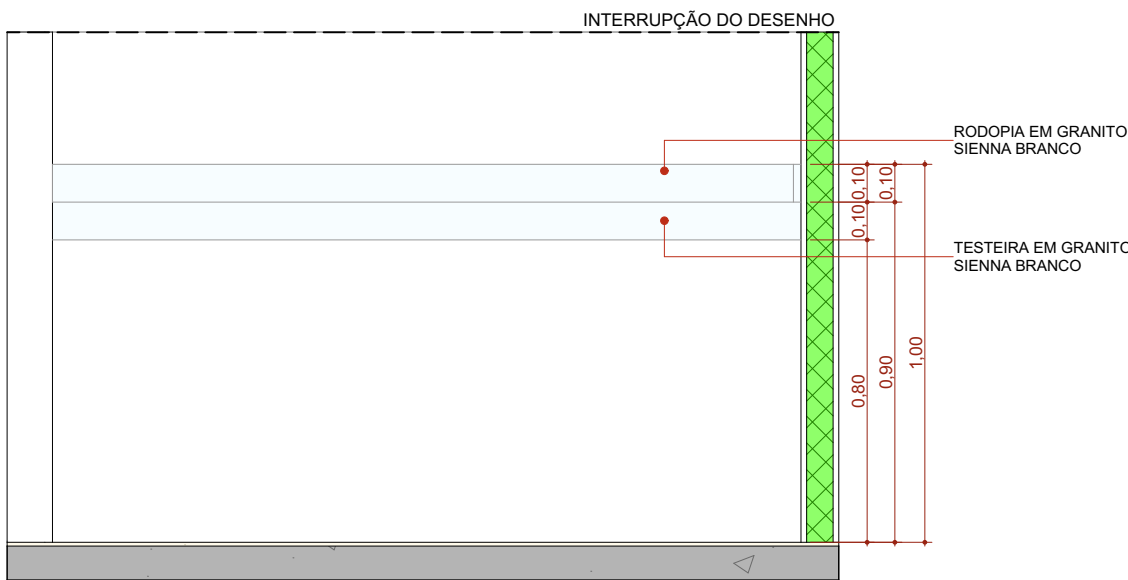 INTERRUPÇÃO DO DESENHO
RODOPIA EM GRANITO
SIENNA BRANCO
0,10
0,10
0,10
TESTEIRA EM GRANITO
SIENNA BRANCO
0,80
0,90
1,00